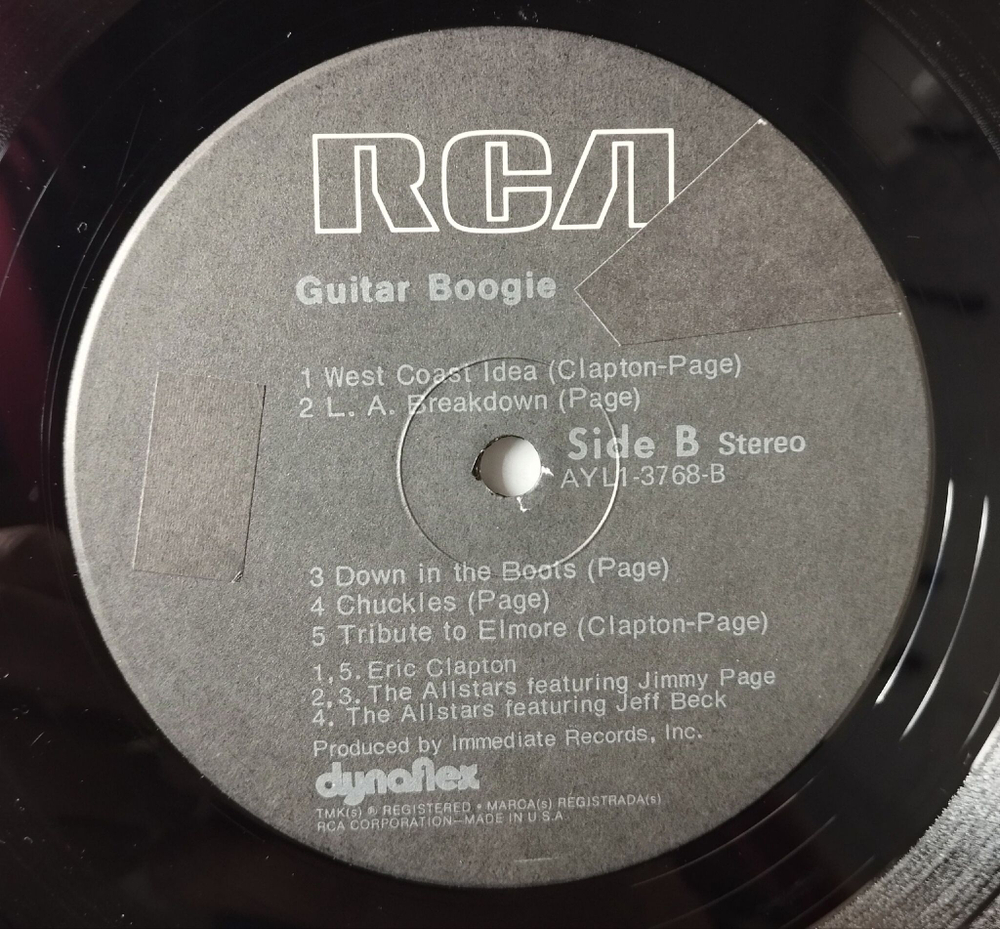 RCA
Guitar Boogie
1 West Coast Idea (Clapton-Page)
2 L. A. Breakdown (Page)
Side B Stereo
AYL1-3768-B
3 Down in the Boots (Page)
4 Chuckles (Page)
5 Tribute to Elmore (Clapton-Page)
1,5. Eric Clapton
2,3. The Allstars featuring Jimmy Page
4. The Allstars featuring Jeff Beck
Produced by Immediate Records, Inc.
dynaflex
TMK(s) ® REGISTERED • MARCA(s) REGISTRADA(s)
RCA CORPORATION—MADE IN U.S.A.